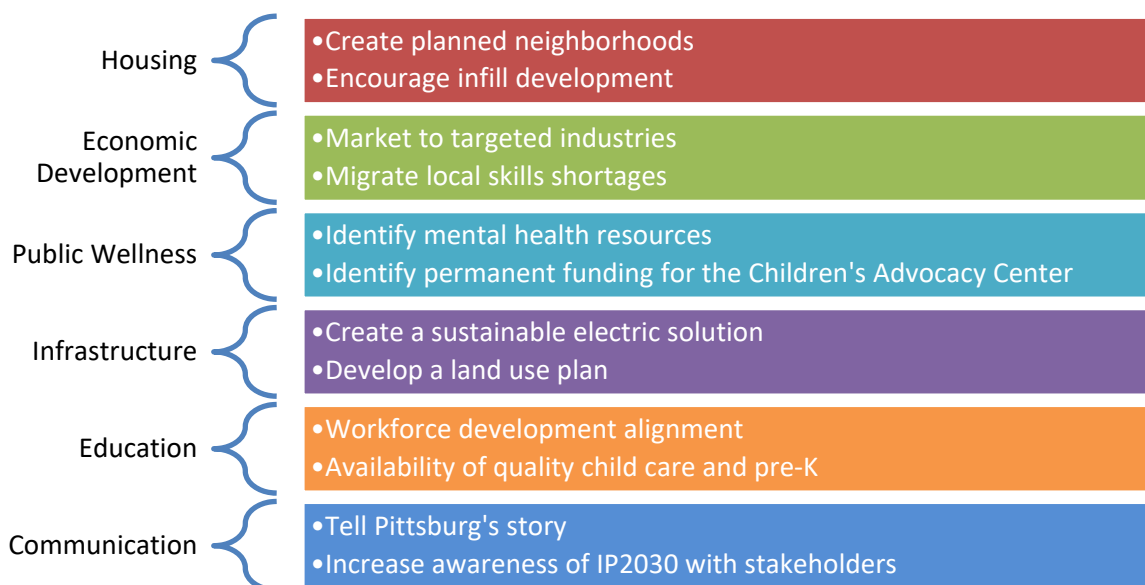 Housing
•Create planned neighborhoods
•Encourage infill development
Economic
Development
•Market to targeted industries
•Migrate local skills shortages
Public Wellness
•Identify mental health resources
•Identify permanent funding for the Children's Advocacy Center
Infrastructure
•Create a sustainable electric solution
•Develop a land use plan
Education
•Workforce development alignment
•Availability of quality child care and pre-K
Communication
•Tell Pittsburg's story
•Increase awareness of IP2030 with stakeholders